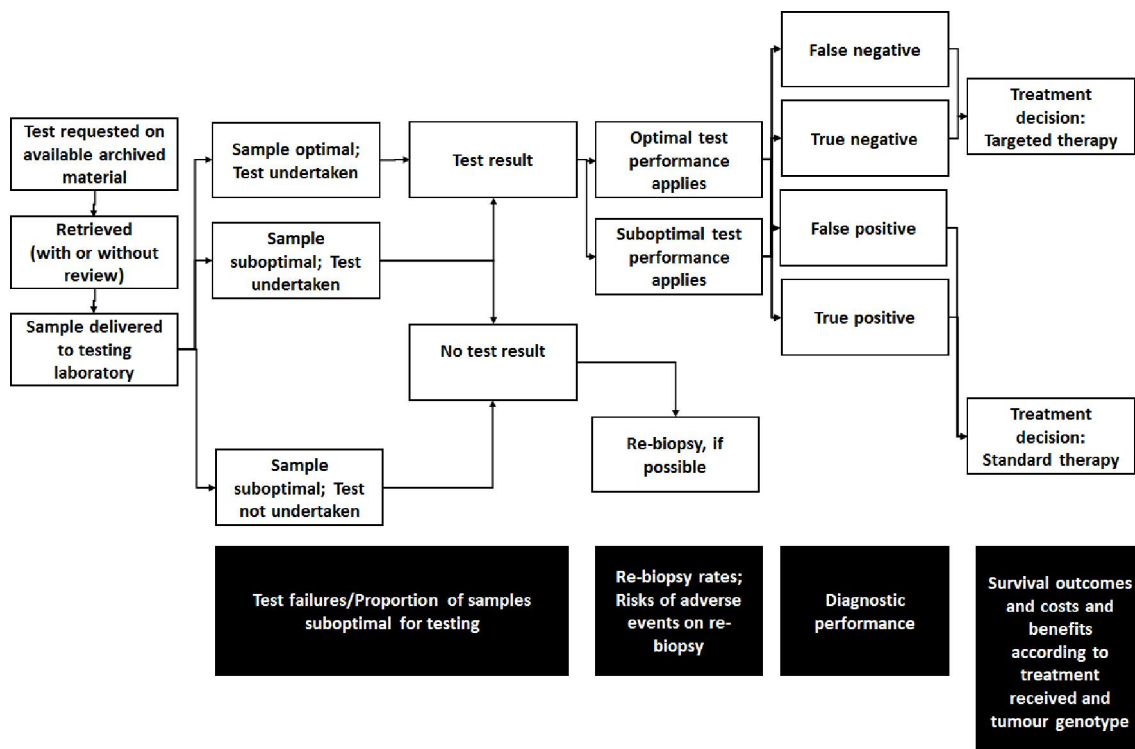 Test requested on
available archived
material
Retrieved
(with or without
review)
Sample delivered
to testing
laboratory
Sample optimal;
Test undertaken
Sample
suboptimal; Test
undertaken
Sample
suboptimal; Test
not undertaken
Test result
No test result
Optimal test
performance
applies
Suboptimal test
performance
applies
Re-biopsy, if
possible
False negative
True negative
False positive
True positive
Treatment
decision:
Targeted therapy
Treatment
decision:
Standard therapy
Test failures/Proportion of samples
suboptimal for testing
Re-biopsy rates;
Risks of adverse
events on re-
biopsy
Diagnostic
performance
Survival outcomes
and costs and
benefits
according to
treatment
received and
tumour genotype